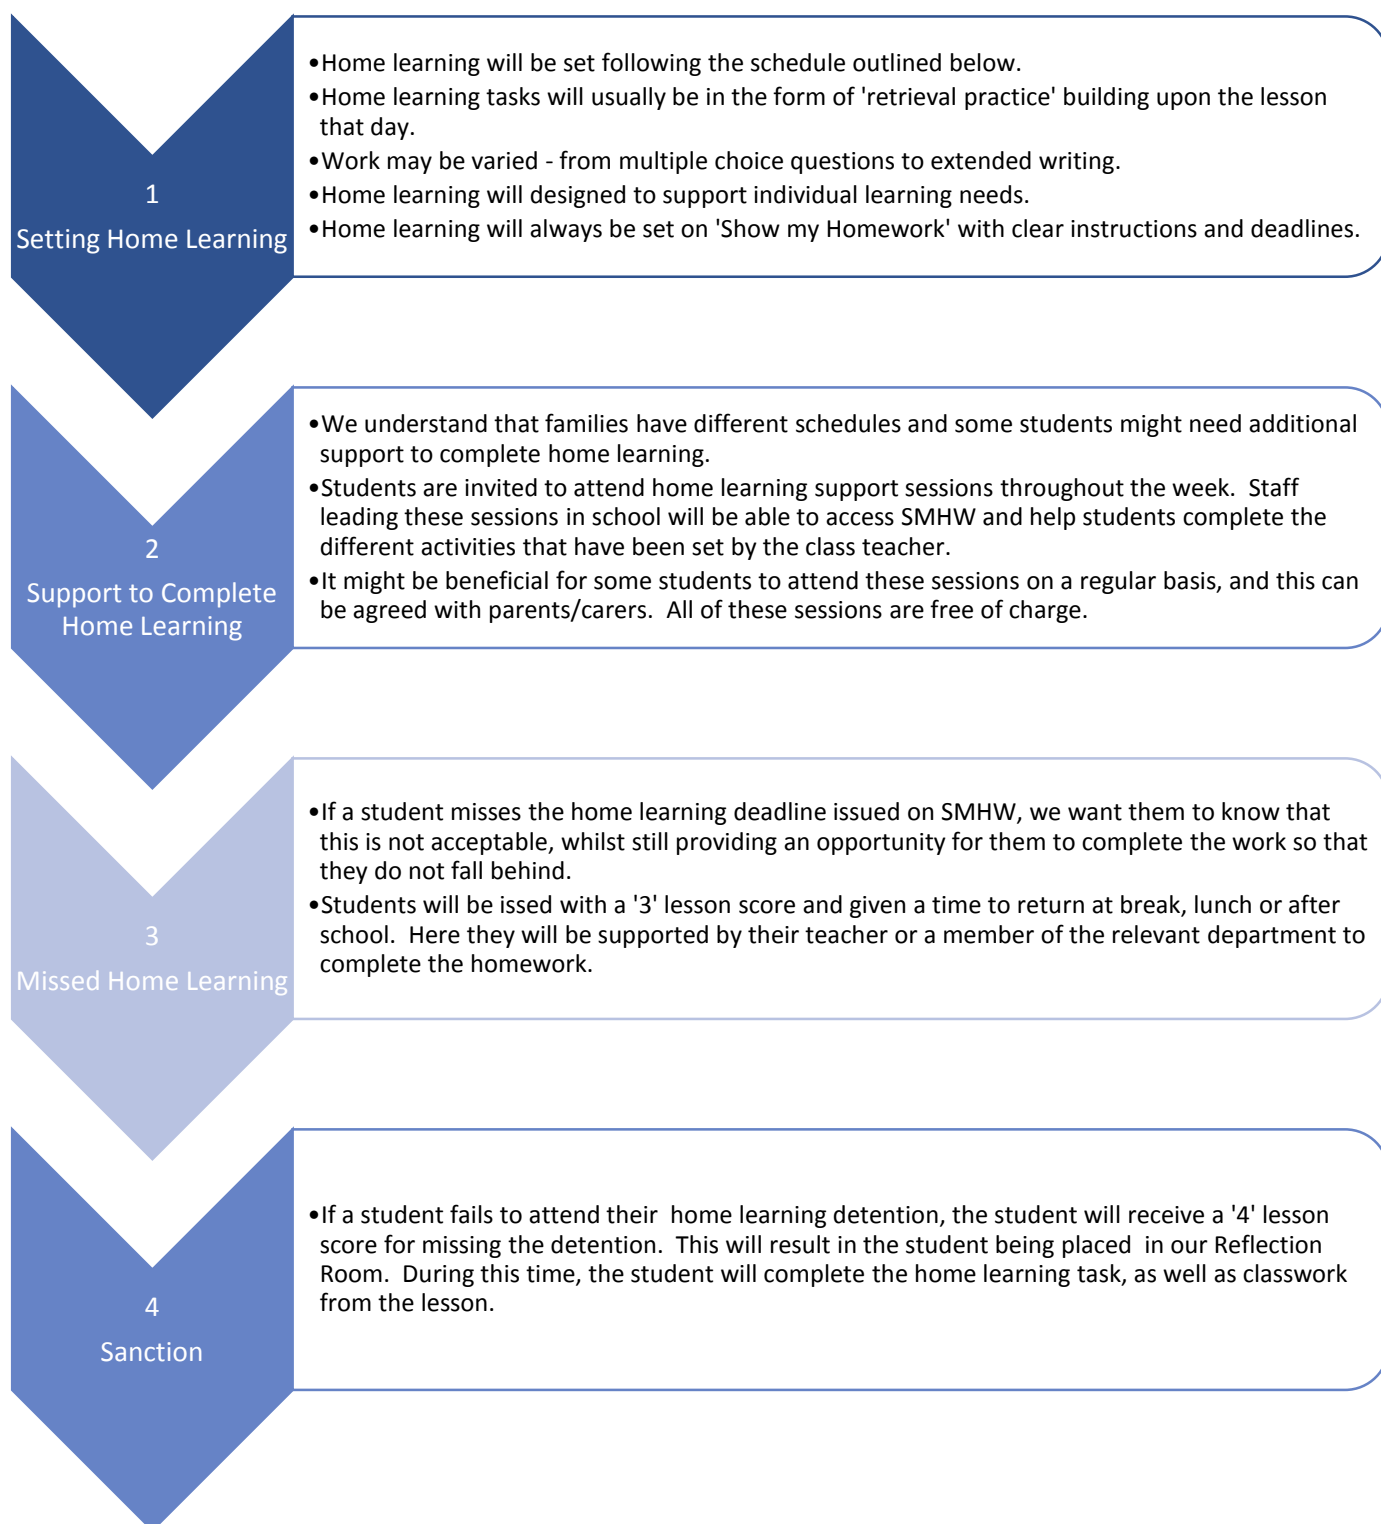 1
Setting Home Learning
•Home learning will be set following the schedule outlined below.
•Home learning tasks will usually be in the form of 'retrieval practice' building upon the lesson
that day.
•Work may be varied - from multiple choice questions to extended writing.
•Home learning will designed to support individual learning needs.
•Home learning will always be set on 'Show my Homework' with clear instructions and deadlines.
2
Support to Complete
Home Learning
•We understand that families have different schedules and some students might need additional
support to complete home learning.
•Students are invited to attend home learning support sessions throughout the week.  Staff
leading these sessions in school will be able to access SMHW and help students complete the
different activities that have been set by the class teacher.
•It might be beneficial for some students to attend these sessions on a regular basis, and this can
be agreed with parents/carers.  All of these sessions are free of charge.
3
Missed Home Learning
•If a student misses the home learning deadline issued on SMHW, we want them to know that
this is not acceptable, whilst still providing an opportunity for them to complete the work so that
they do not fall behind.
•Students will be issed with a '3' lesson score and given a time to return at break, lunch or after
school.  Here they will be supported by their teacher or a member of the relevant department to
complete the homework.
4
Sanction
•If a student fails to attend their  home learning detention, the student will receive a '4' lesson
score for missing the detention.  This will result in the student being placed  in our Reflection
Room.  During this time, the student will complete the home learning task, as well as classwork
from the lesson.